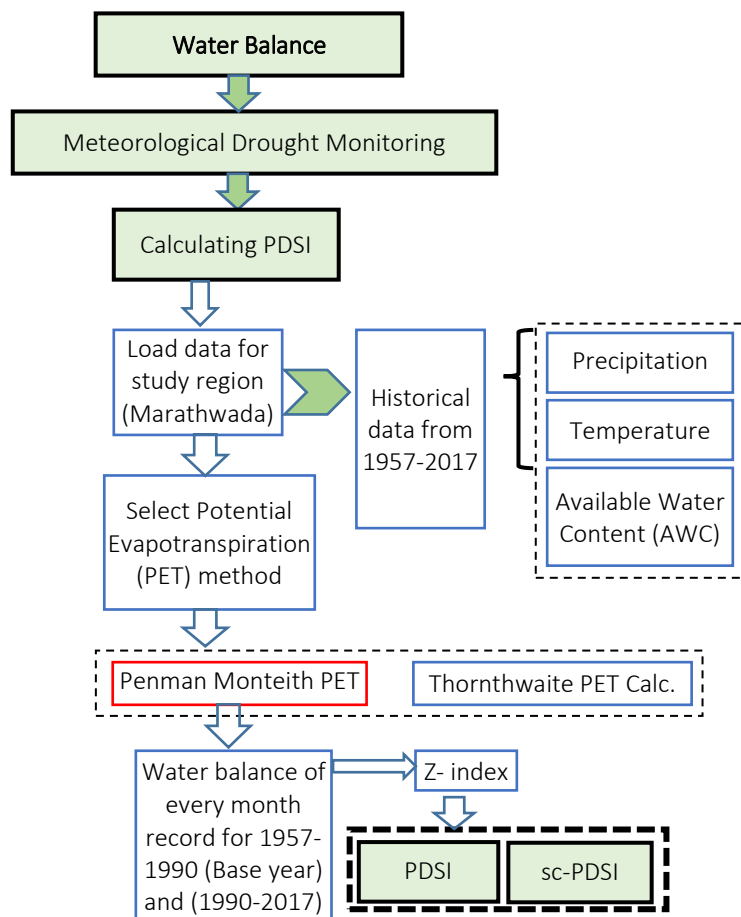 Water Balance
Meteorological Drought Monitoring
Calculating PDSI
Load data for
study region
(Marathwada)
Historical
data from
1957-2017
Precipitation
Temperature
Available Water
Content (AWC)
Select Potential
Evapotranspiration
(PET) method
Penman Monteith PET
Thornthwaite PET Calc.
Water balance of
every month
record for 1957-
1990 (Base year)
and (1990-2017)
Z- index
PDSI
sc-PDSI